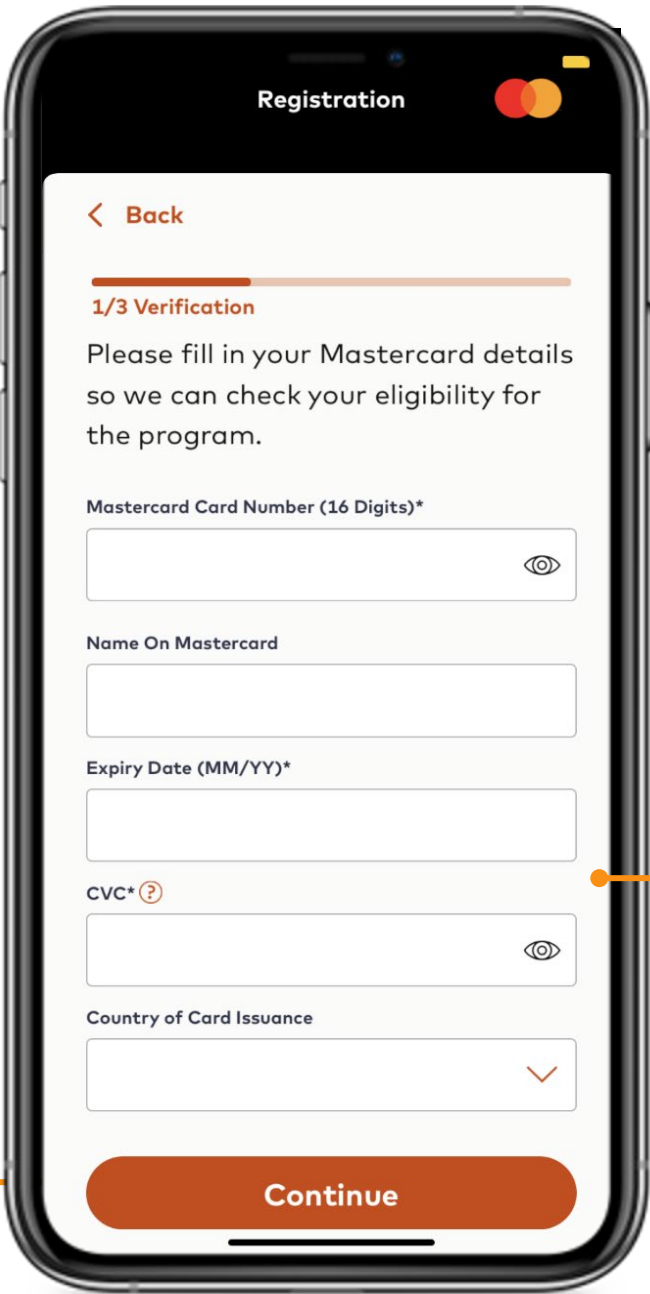 Registration
Back
1/3 Verification
Please fill in your Mastercard details
so we can check your eligibility for
the program.
Mastercard Card Number (16 Digits)*
Name On Mastercard
Expiry Date (MM/YY)*
CVC* ?
Country of Card Issuance
Continue